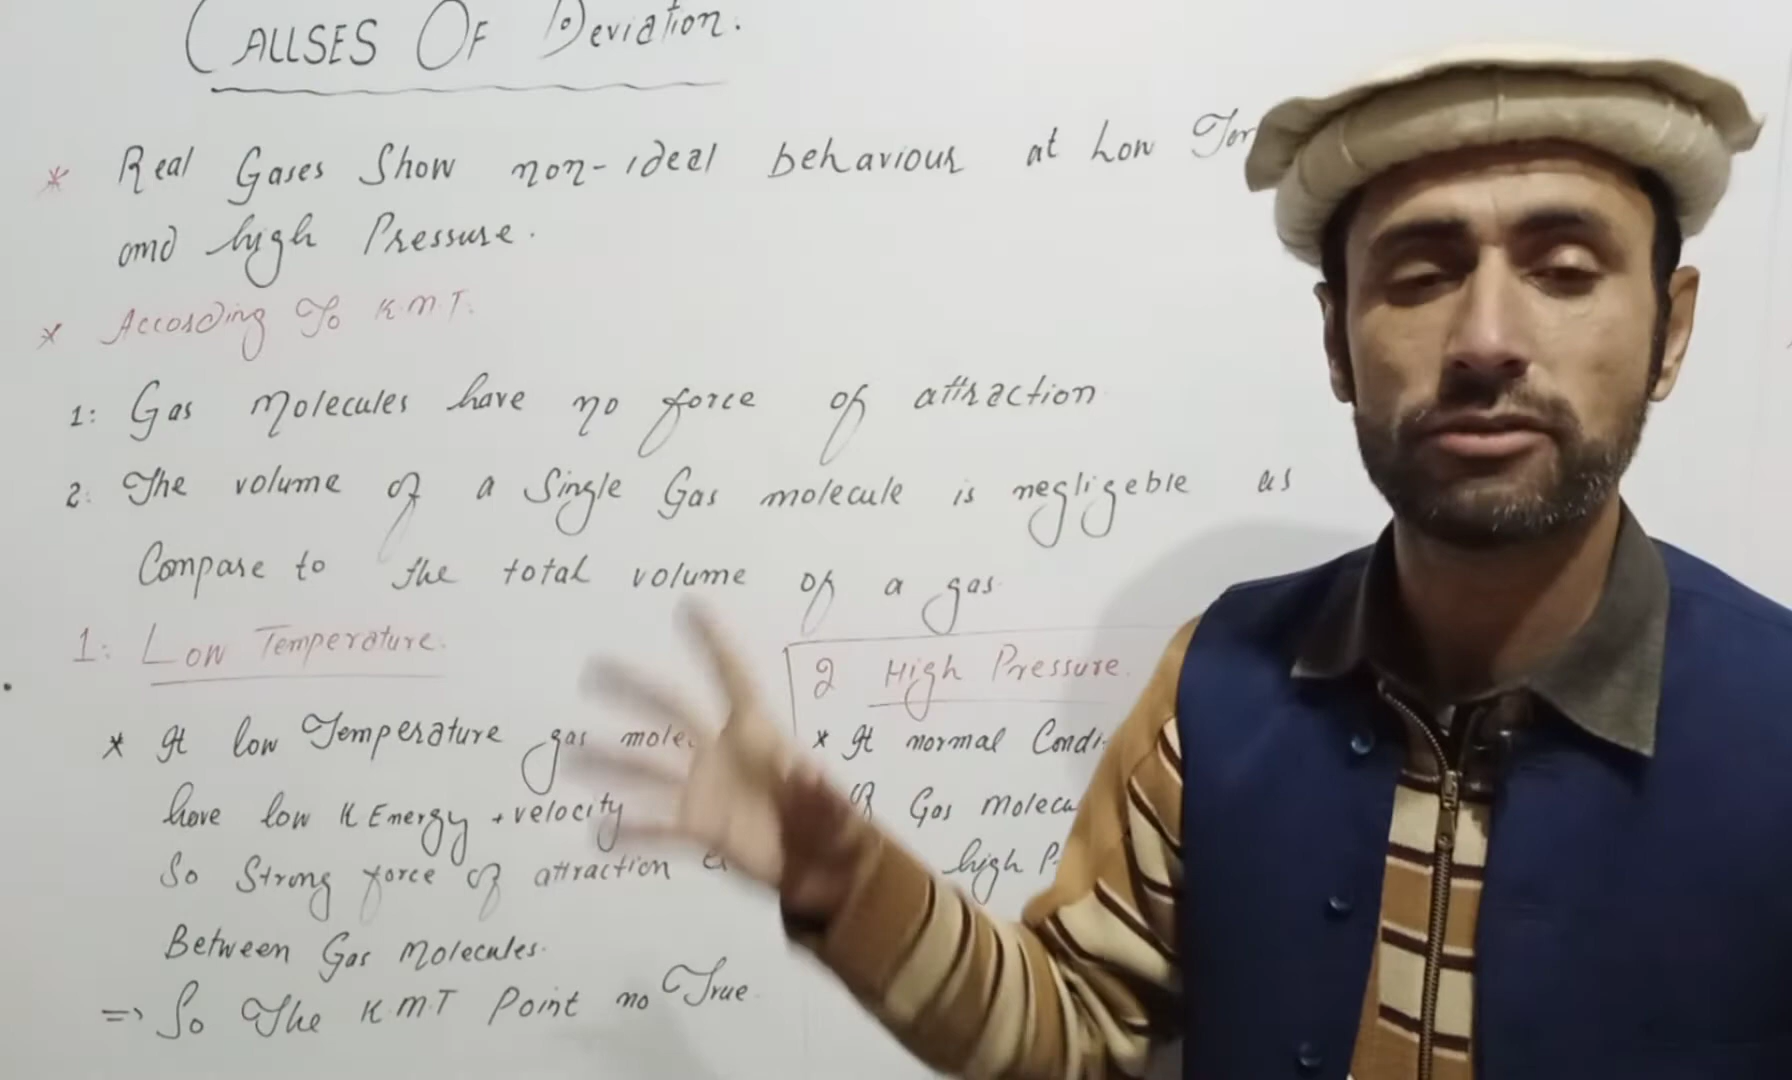 CAUSES OF Deviation.
* Real Gases Show non-ideal behaviour at Low
and high Pressure.
* According To K.M.T.
1: Gas molecules have no force of attraction
2: The volume of a Single Gas molecule is negligeble as
Compare to the total volume of a gas
1: Low Temperature.
* At low Temperature gas
have low K Energy + velocity
So Strong force of attraction
Between Gas Molecules.
=> So The K.M.T Point no True
2 High Pressure.
* At normal
of Gas
high